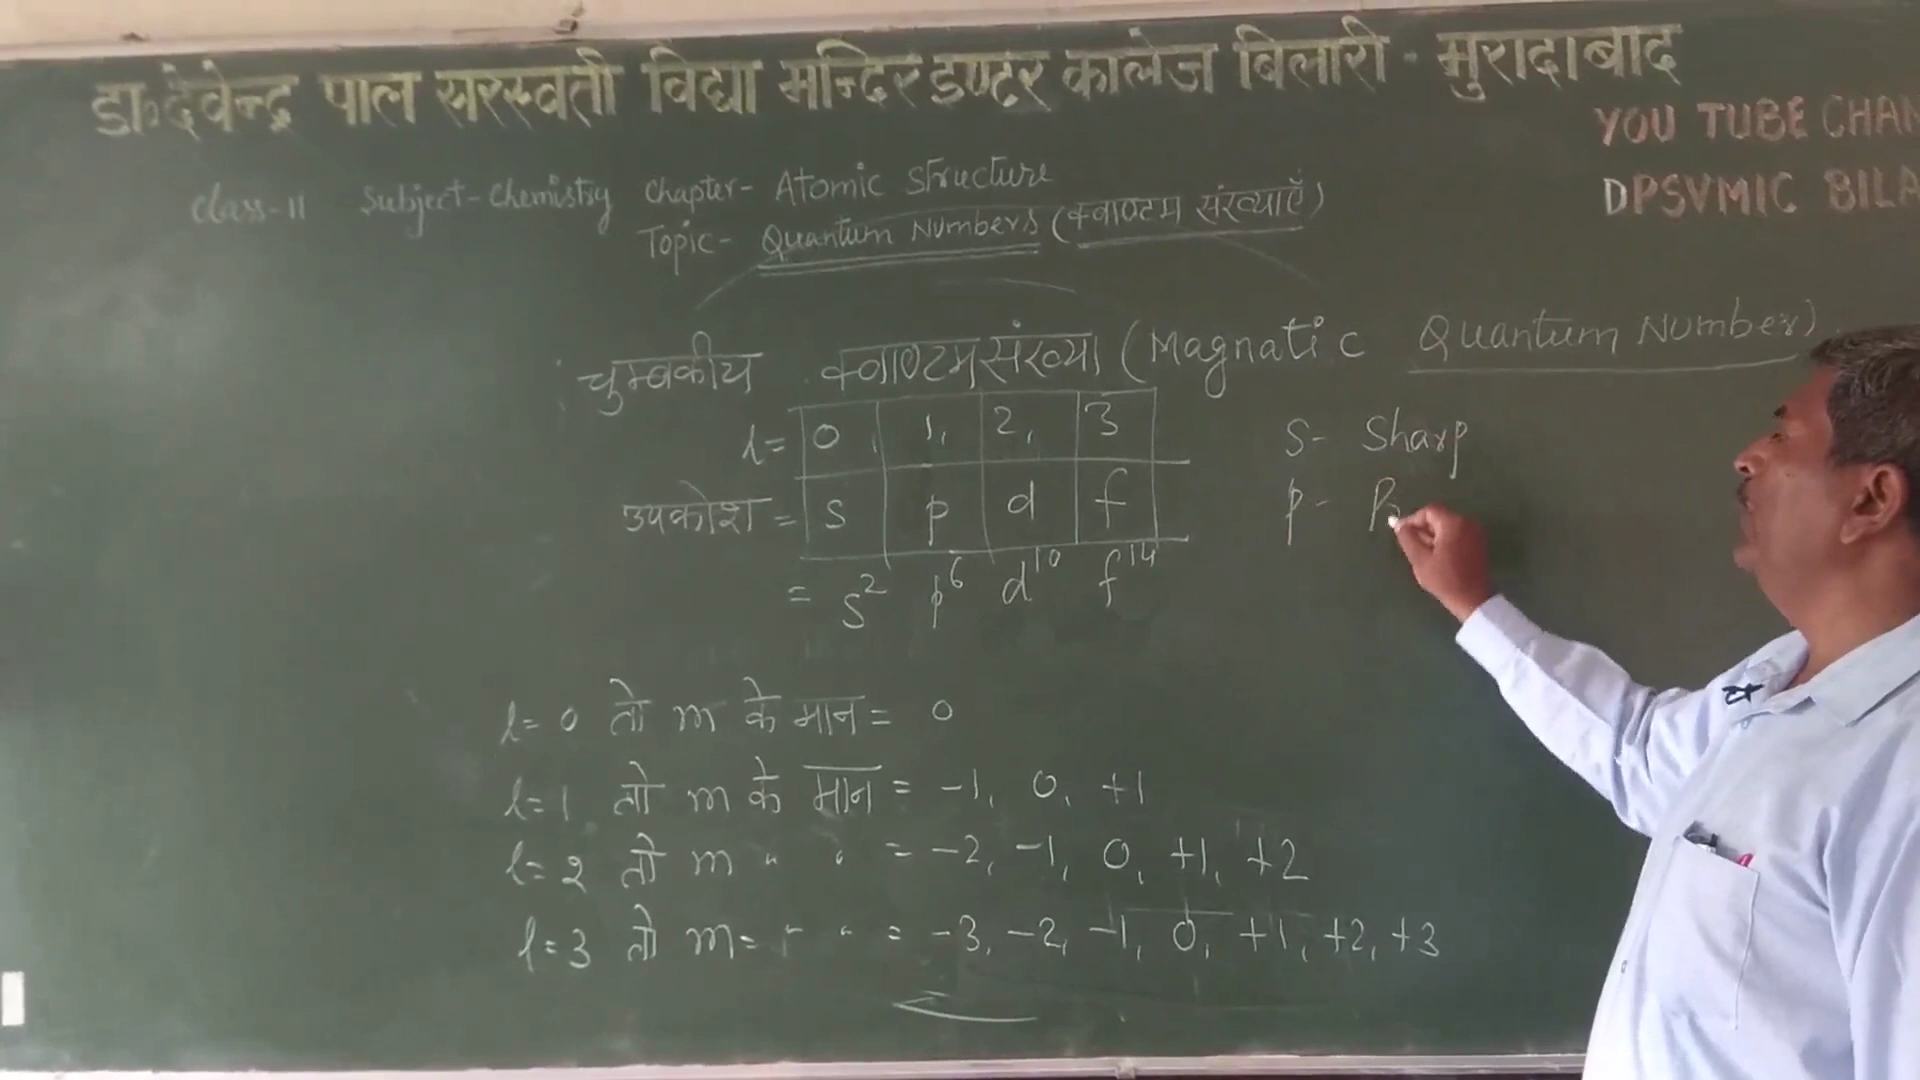 डा॰ देवेन्द्र पाल सरस्वती विद्या मन्दिर इण्टर कालेज बिलारी - मुरादाबाद
YOU TUBE CHAN
DPSVMIC BILA
Class-11 Subject-Chemistry Chapter- Atomic Structure
Topic- Quantum Numbers (क्वाण्टम संख्याएँ)
चुम्बकीय क्वाण्टम संख्या (Magnatic Quantum Number)
l= 0, 1, 2, 3
उपकोश = s p d f
= s² p⁶ d¹⁰ f¹⁴
S- Sharp
p- Pr
l=0 तो m के मान = 0
l=1 तो m के मान = -1, 0, +1
l=2 तो m " " = -2, -1, 0, +1, +2
l=3 तो m= " " = -3, -2, -1, 0, +1, +2, +3